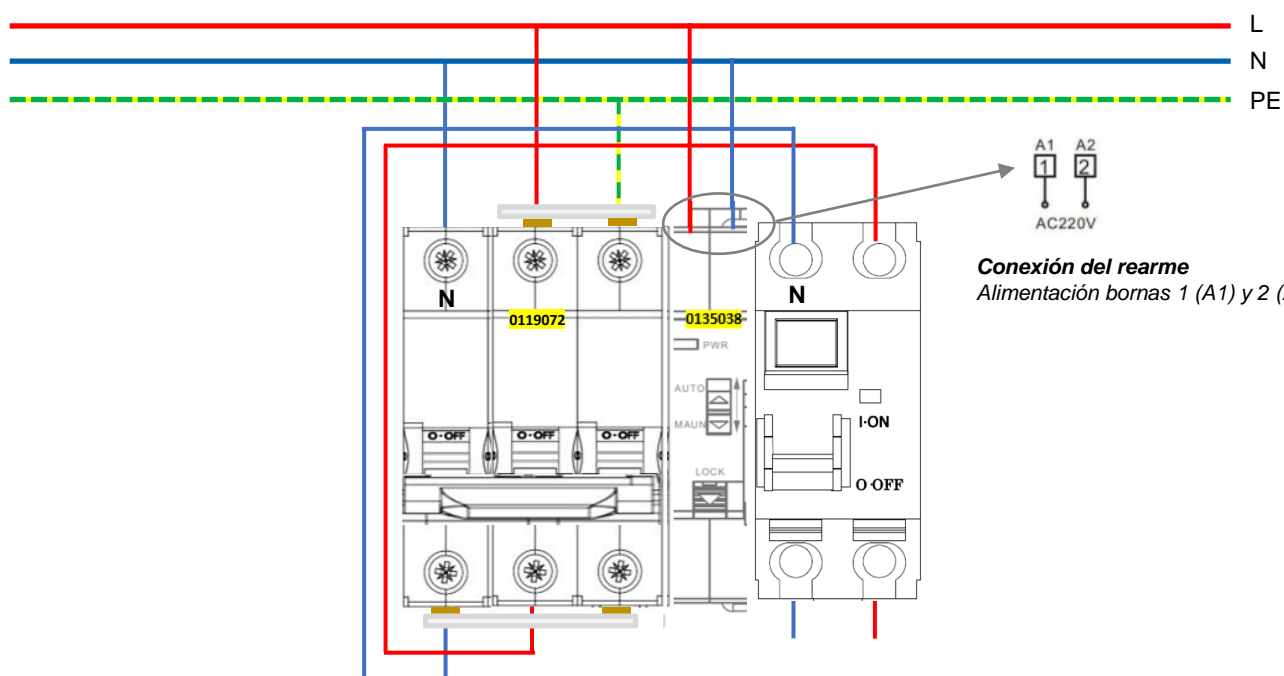 L
N
PE
A1 A2
1 2
AC220V
Conexión del rearme
Alimentación bornas 1 (A1) y 2 (
N
0119072
0135038
N
PWR
AUTO
MAUN
I·ON
O-OFF
O-OFF
O-OFF
LOCK
O·OFF